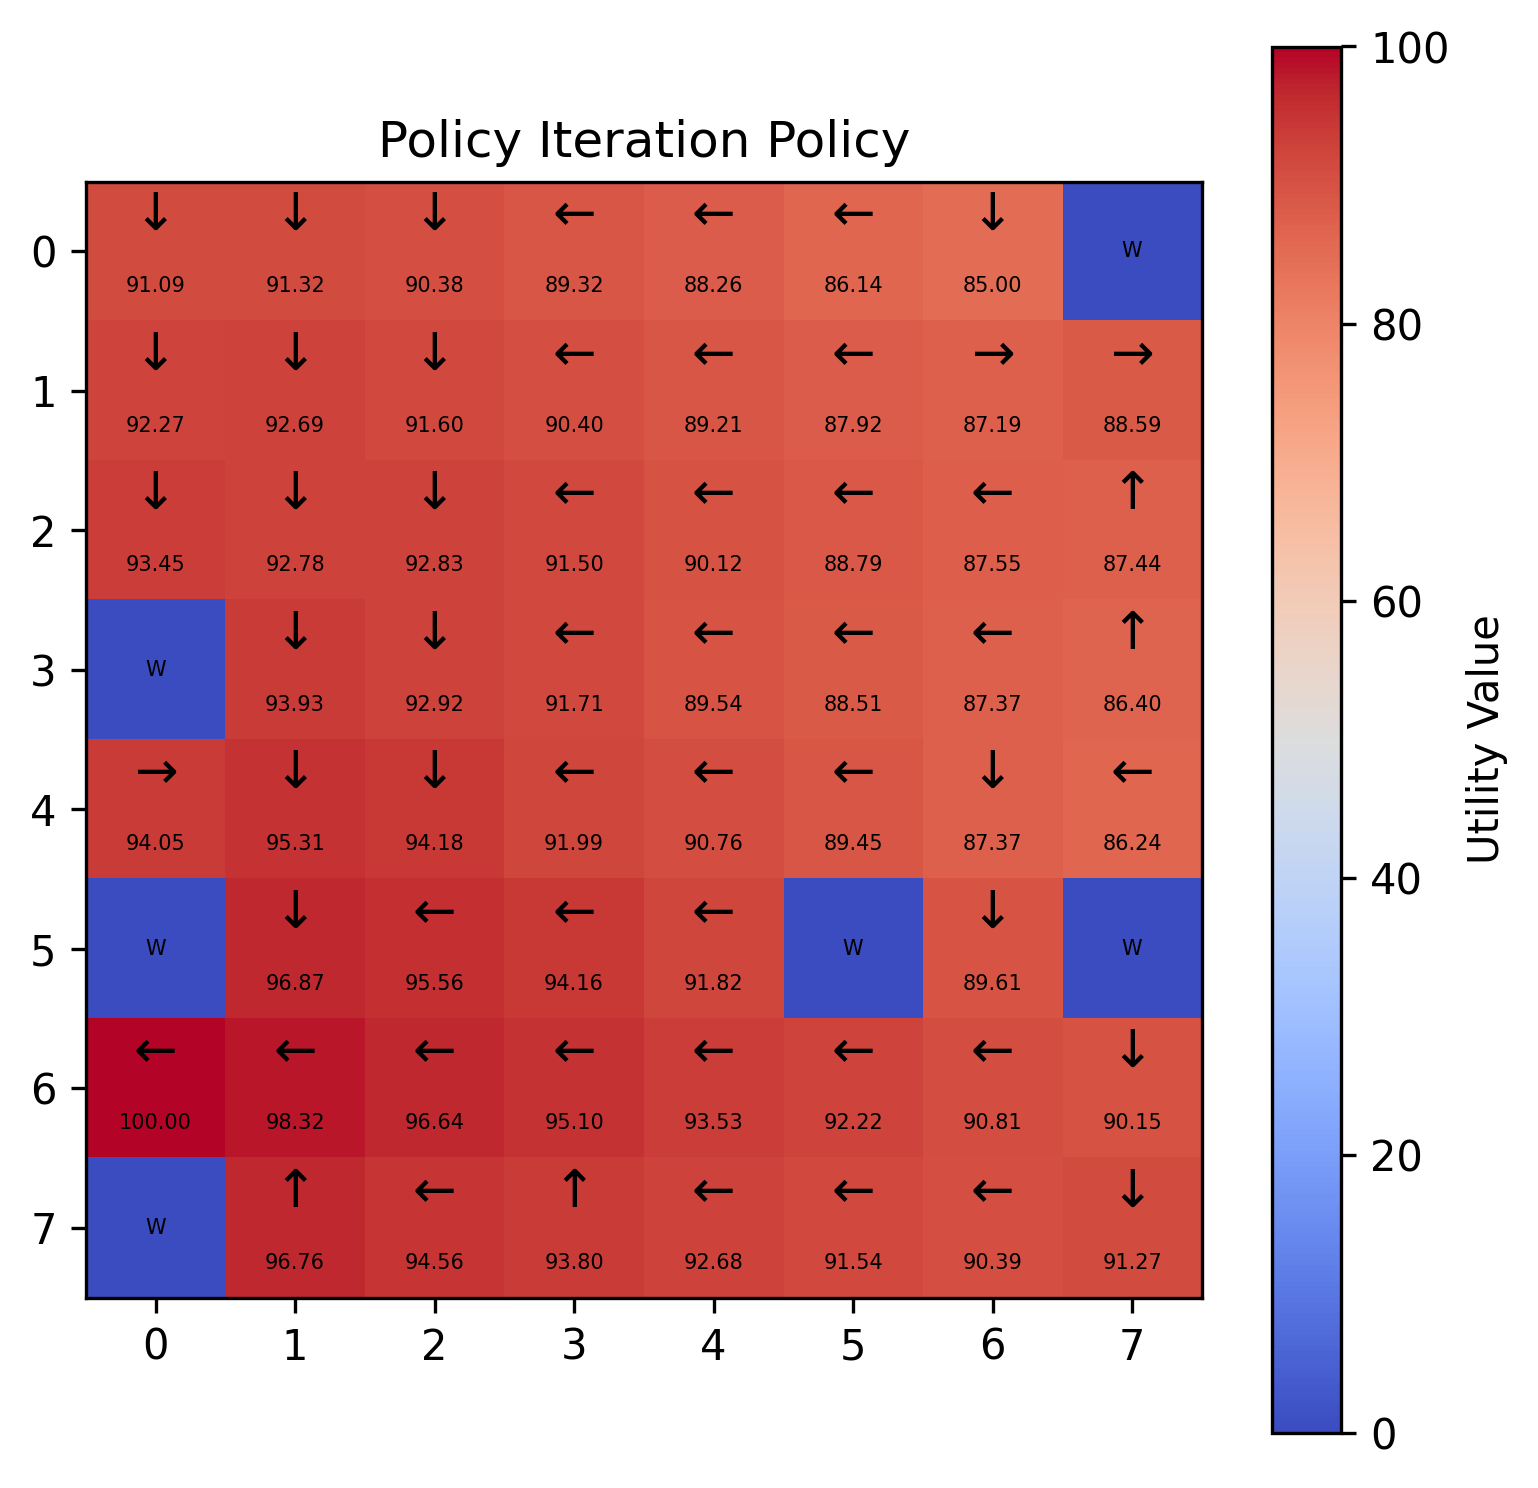 Policy Iteration Policy
↓ ↓ ↓ ← ← ← ↓
0 91.09 91.32 90.38 89.32 88.26 86.14 85.00 W
↓ ↓ ↓ ← ← ← → →
1 92.27 92.69 91.60 90.40 89.21 87.92 87.19 88.59
↓ ↓ ↓ ← ← ← ← ↑
2 93.45 92.78 92.83 91.50 90.12 88.79 87.55 87.44
↓ ↓ ← ← ← ← ↑
3 W 93.93 92.92 91.71 89.54 88.51 87.37 86.40
→ ↓ ↓ ← ← ← ↓ ←
4 94.05 95.31 94.18 91.99 90.76 89.45 87.37 86.24
↓ ← ← ← ↓
5 W 96.87 95.56 94.16 91.82 W 89.61 W
← ← ← ← ← ← ← ↓
6 100.00 98.32 96.64 95.10 93.53 92.22 90.81 90.15
↑ ← ↑ ← ← ← ↓
7 W 96.76 94.56 93.80 92.68 91.54 90.39 91.27
0 1 2 3 4 5 6 7
100
80
60
40
20
0
Utility Value